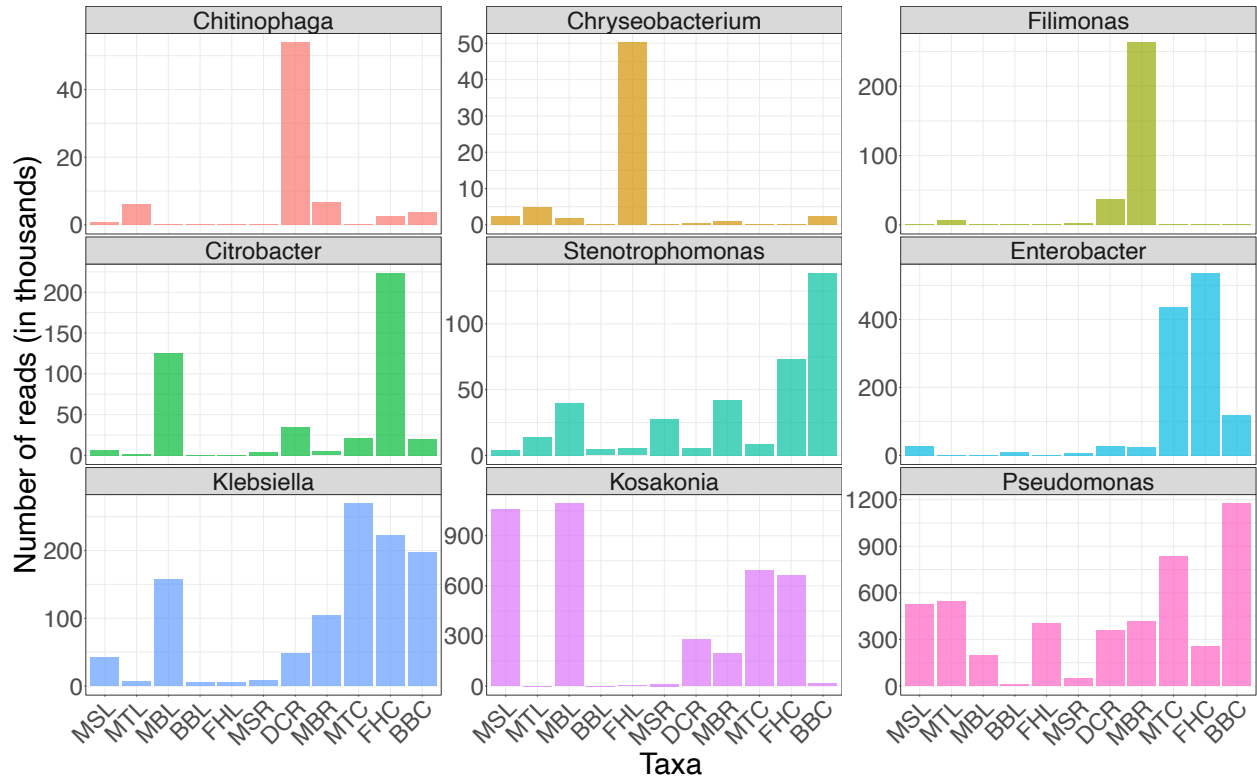 Number of reads (in thousands)
Chitinophaga
40
20
0
Chryseobacterium
50
40
30
20
10
0
Filimonas
200
100
0
Citrobacter
200
150
100
50
0
Stenotrophomonas
100
50
0
Enterobacter
400
200
0
Klebsiella
200
100
0
Kosakonia
900
600
300
0
Pseudomonas
1200
900
600
300
0
MSL MTL MBL BBL FHL MSR DCR MBR MTC FHC BBC
MSL MTL MBL BBL FHL MSR DCR MBR MTC FHC BBC
MSL MTL MBL BBL FHL MSR DCR MBR MTC FHC BBC
Taxa